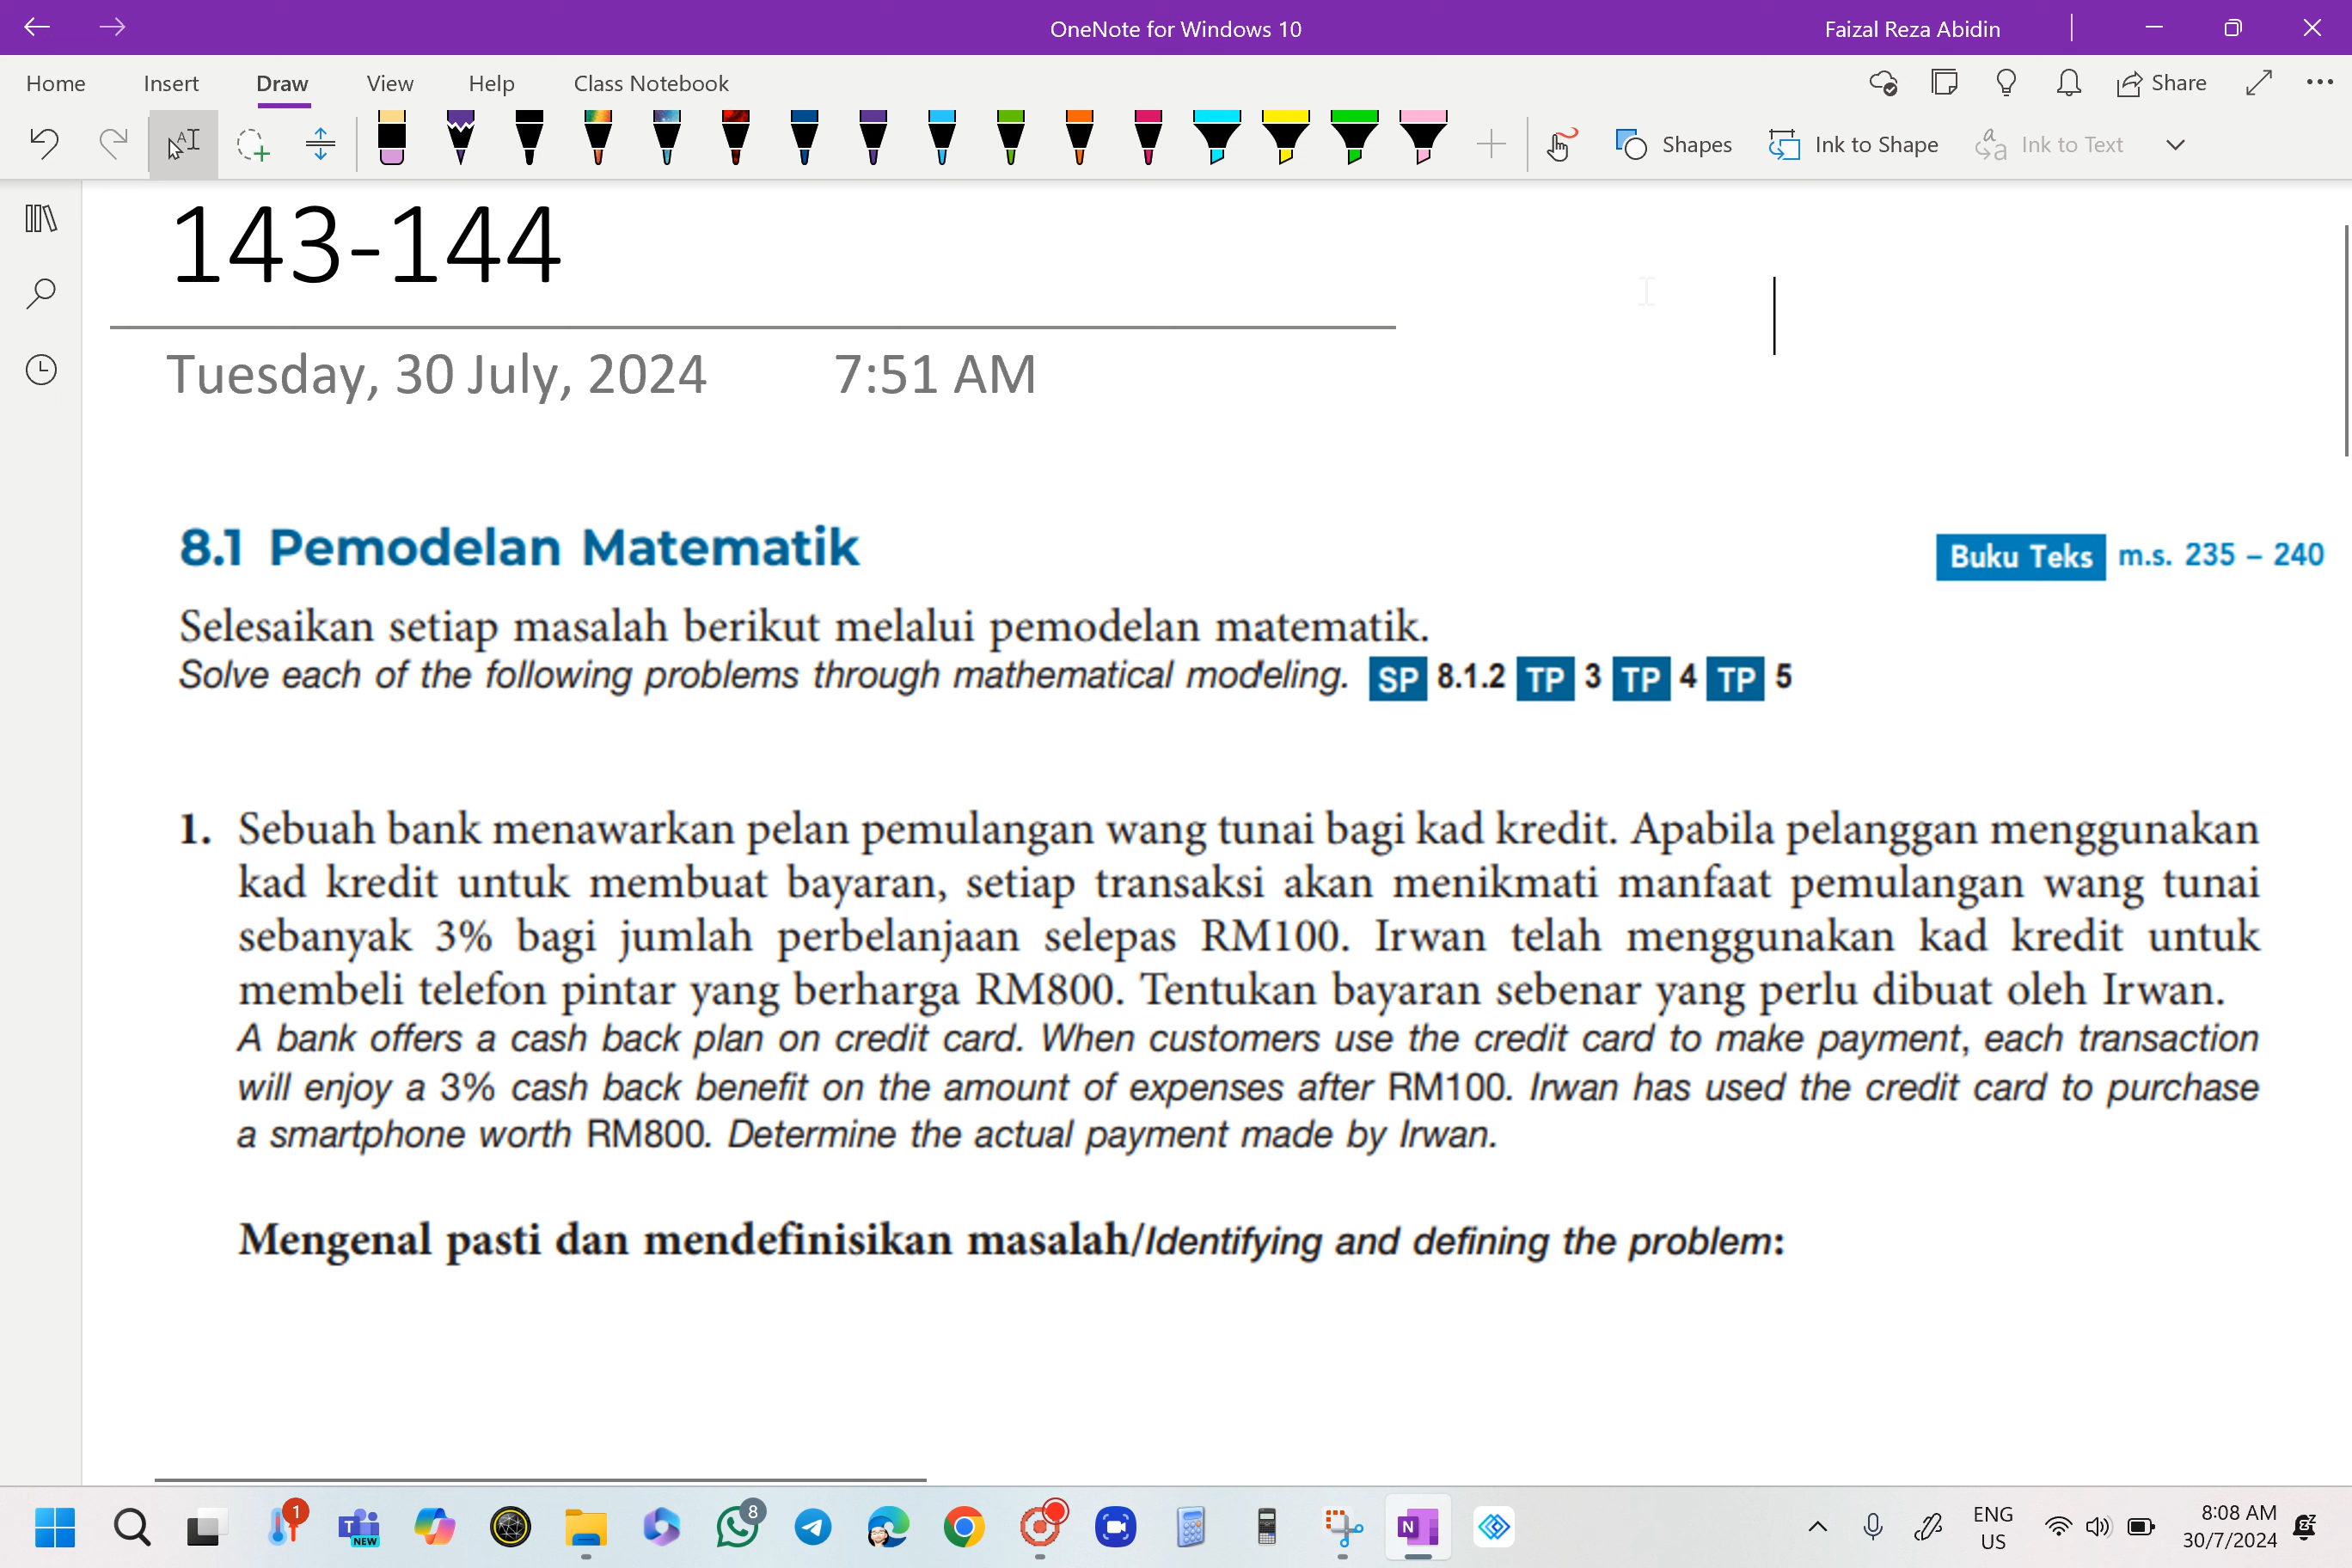 OneNote for Windows 10
Faizal Reza Abidin
Home Insert Draw View Help Class Notebook
Share
Shapes Ink to Shape Ink to Text
143-144
Tuesday, 30 July, 2024 7:51 AM
8.1 Pemodelan Matematik
Buku Teks m.s. 235 – 240
Selesaikan setiap masalah berikut melalui pemodelan matematik.
Solve each of the following problems through mathematical modeling. SP 8.1.2 TP 3 TP 4 TP 5
1. Sebuah bank menawarkan pelan pemulangan wang tunai bagi kad kredit. Apabila pelanggan menggunakan
kad kredit untuk membuat bayaran, setiap transaksi akan menikmati manfaat pemulangan wang tunai
sebanyak 3% bagi jumlah perbelanjaan selepas RM100. Irwan telah menggunakan kad kredit untuk
membeli telefon pintar yang berharga RM800. Tentukan bayaran sebenar yang perlu dibuat oleh Irwan.
A bank offers a cash back plan on credit card. When customers use the credit card to make payment, each transaction
will enjoy a 3% cash back benefit on the amount of expenses after RM100. Irwan has used the credit card to purchase
a smartphone worth RM800. Determine the actual payment made by Irwan.
Mengenal pasti dan mendefinisikan masalah/Identifying and defining the problem:
1
T
NEW
8
N
ENG
US
8:08 AM
30/7/2024